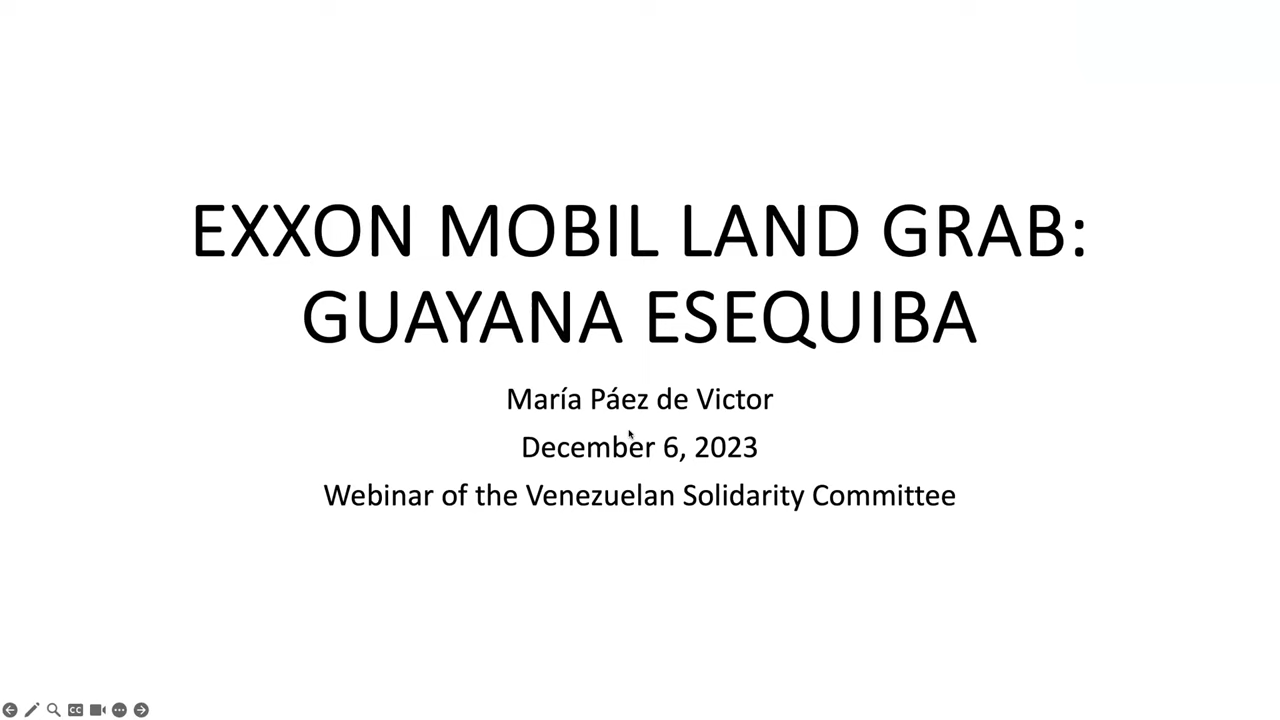 EXXON MOBIL LAND GRAB:
GUAYANA ESEQUIBA
María Páez de Victor
December 6, 2023
Webinar of the Venezuelan Solidarity Committee
CC